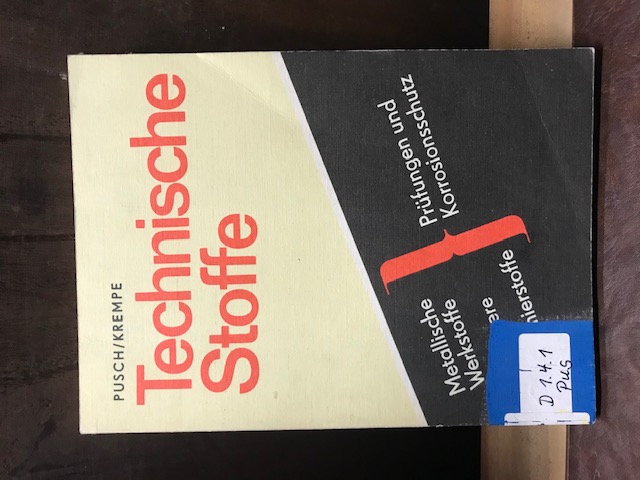 PUSCH/KREMPE
Technische
Stoffe
Metallische
Werkstoffe
Prüfungen und
Korrosionsschutz
D 1.4.1
Pus